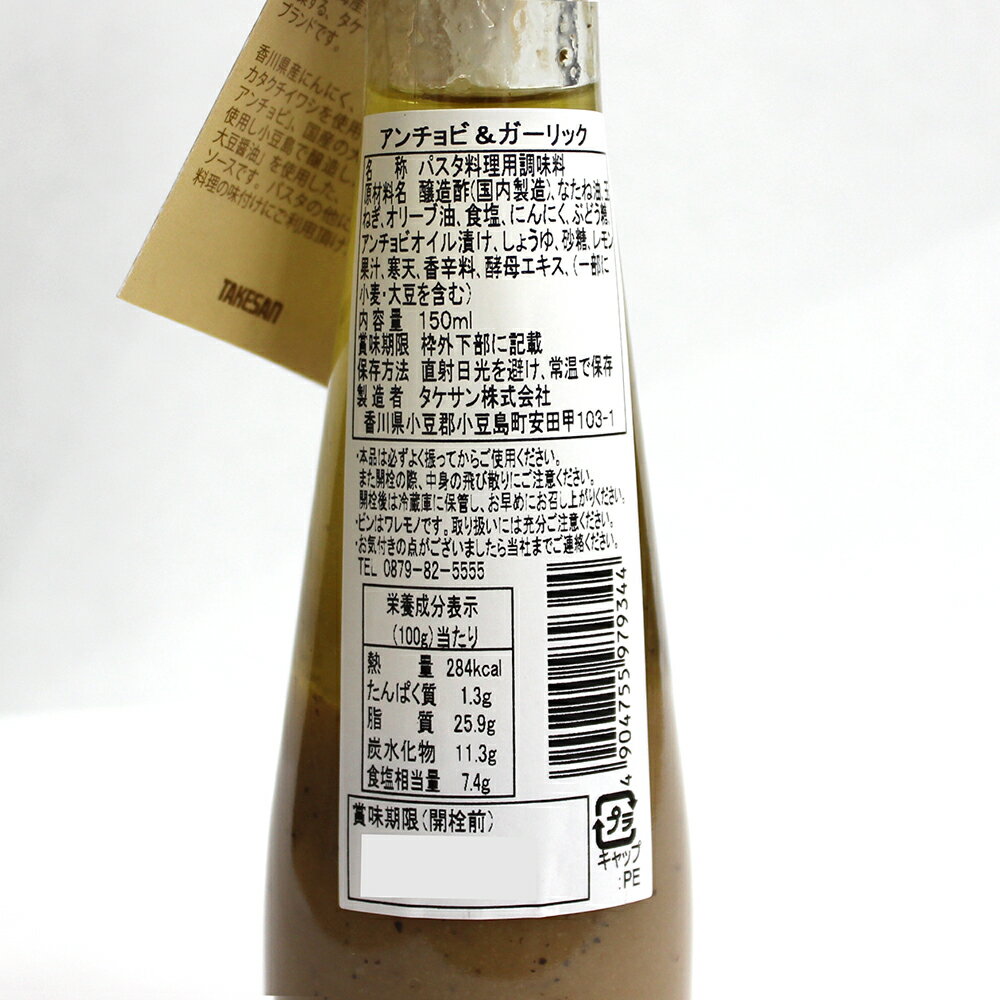 ブランドです。
香川県産にんにく、
カタクチイワシを使用
アンチョビ、国産の
使用し小豆島で醸造し
大豆醤油」を使用した、
ソースです。パスタの他に
料理の味付けにご利用頂け
TAKESAN
アンチョビ&ガーリック
名 称 パスタ料理用調味料
原材料名 醸造酢(国内製造)、なたね油、玉
ねぎ、オリーブ油、食塩、にんにく、ぶどう糖、
アンチョビオイル漬け、しょうゆ、砂糖、レモン
果汁、寒天、香辛料、酵母エキス、(一部に
小麦・大豆を含む)
内容量 150ml
賞味期限 枠外下部に記載
保存方法 直射日光を避け、常温で保存
製造者 タケサン株式会社
香川県小豆郡小豆島町安田甲103-1
・本品は必ずよく振ってからご使用ください。
また開栓の際、中身の飛び散りにご注意ください。
開栓後は冷蔵庫に保管し、お早めにお召し上がりください。
・ビンはワレモノです。取り扱いには充分ご注意ください。
・お気付きの点がございましたら当社までご連絡ください。
TEL 0879-82-5555
栄養成分表示
(100g)当たり
熱 量 284kcal
たんぱく質 1.3g
脂 質 25.9g
炭水化物 11.3g
食塩相当量 7.4g
4904755979344
賞味期限(開栓前)
プラ
キャップ
:PE